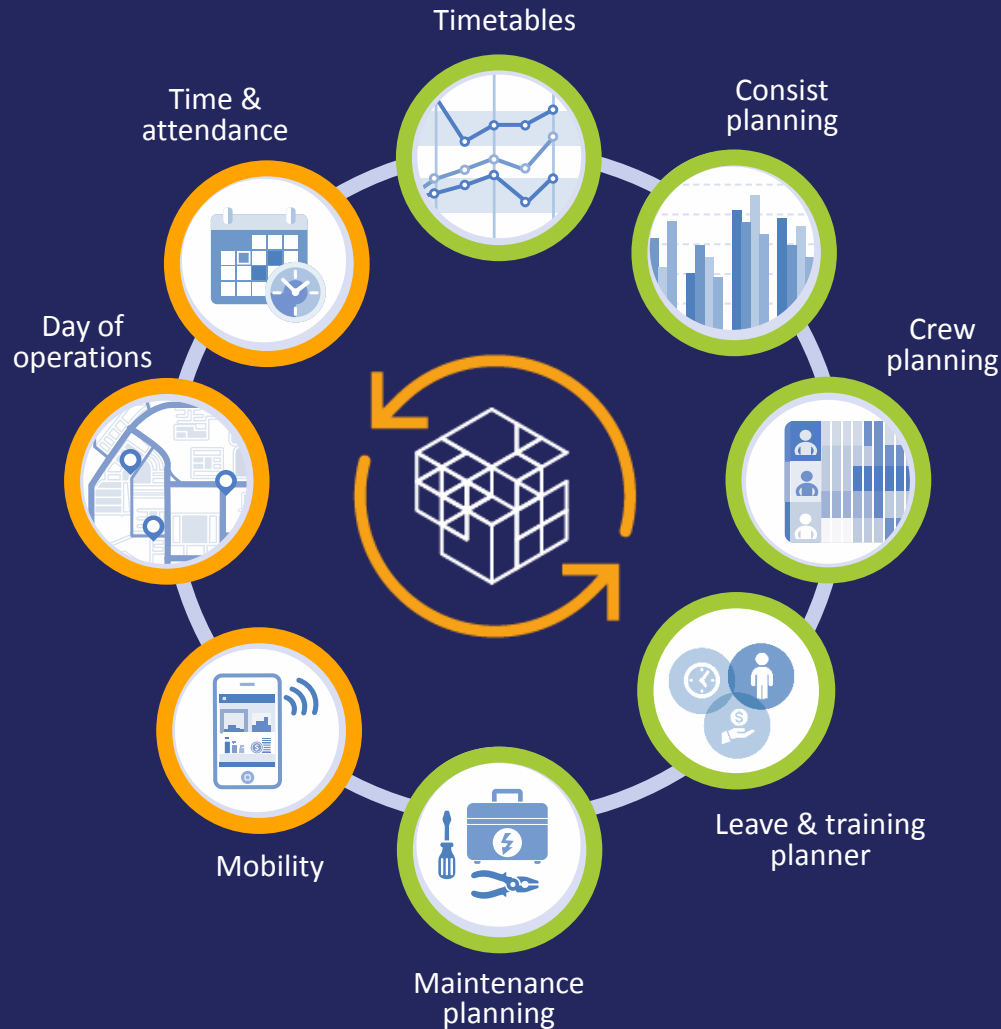 Timetables
Time &
attendance
Consist
planning
Day of
operations
Crew
planning
Leave & training
planner
Mobility
Maintenance
planning